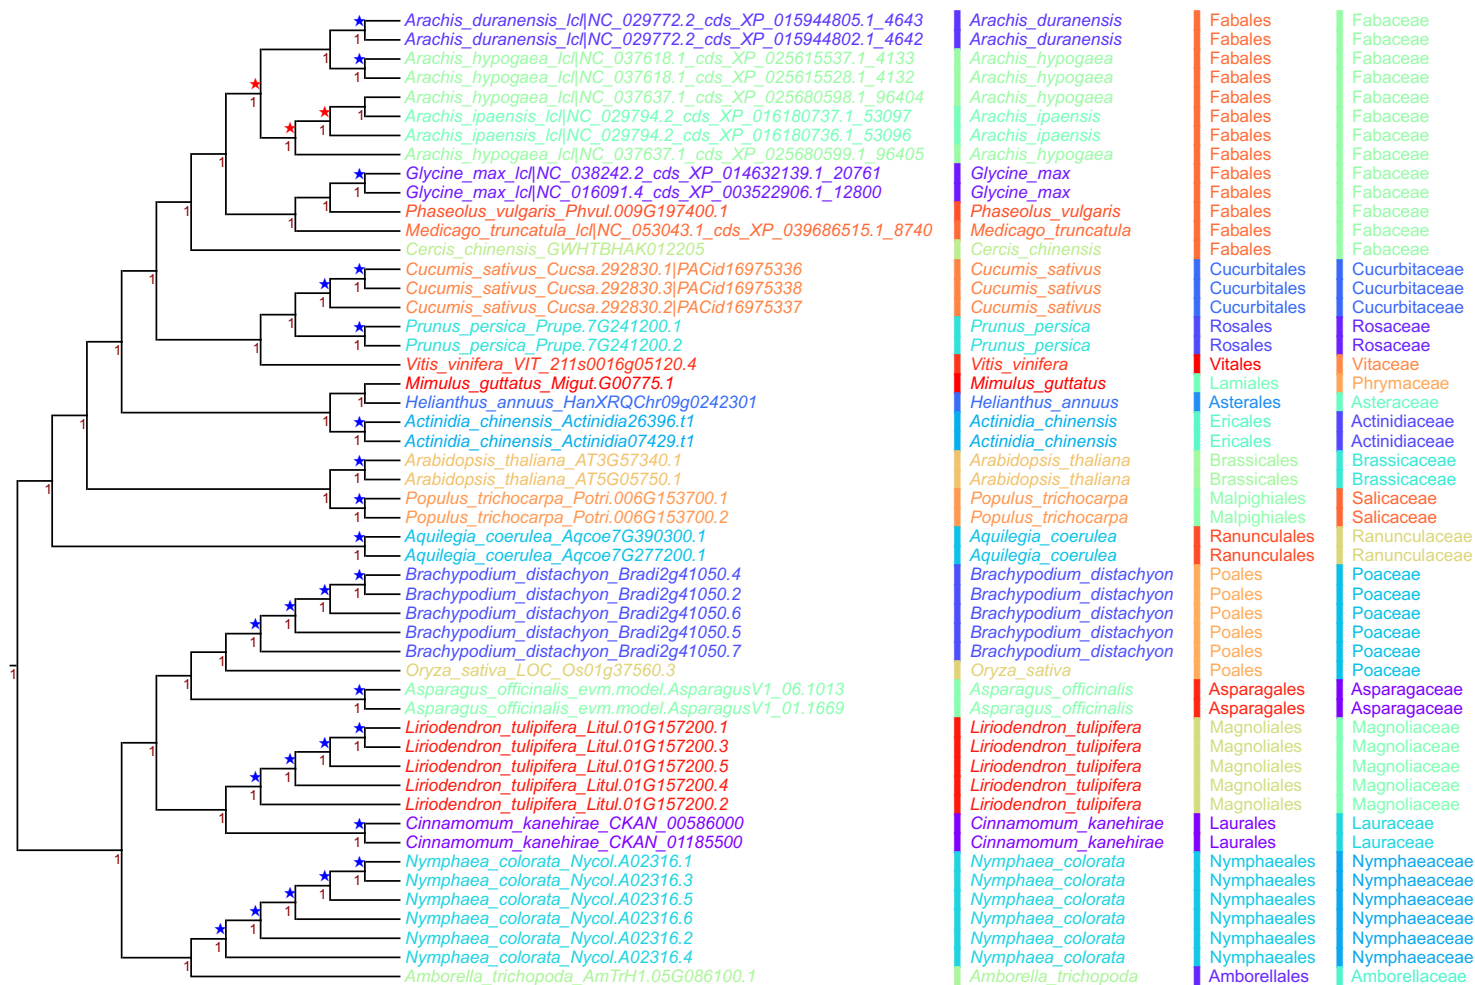 Arachis_duranensis_lcl|NC_029772.2_cds_XP_015944805.1_4643 Arachis_duranensis Fabales Fabaceae
Arachis_duranensis_lcl|NC_029772.2_cds_XP_015944802.1_4642 Arachis_duranensis Fabales Fabaceae
Arachis_hypogaea_lcl|NC_037618.1_cds_XP_025615537.1_4133 Arachis_hypogaea Fabales Fabaceae
Arachis_hypogaea_lcl|NC_037618.1_cds_XP_025615528.1_4132 Arachis_hypogaea Fabales Fabaceae
Arachis_hypogaea_lcl|NC_037637.1_cds_XP_025680598.1_96404 Arachis_hypogaea Fabales Fabaceae
Arachis_ipaensis_lcl|NC_029794.2_cds_XP_016180737.1_53097 Arachis_ipaensis Fabales Fabaceae
Arachis_ipaensis_lcl|NC_029794.2_cds_XP_016180736.1_53096 Arachis_ipaensis Fabales Fabaceae
Arachis_hypogaea_lcl|NC_037637.1_cds_XP_025680599.1_96405 Arachis_hypogaea Fabales Fabaceae
Glycine_max_lcl|NC_038242.2_cds_XP_014632139.1_20761 Glycine_max Fabales Fabaceae
Glycine_max_lcl|NC_016091.4_cds_XP_003522906.1_12800 Glycine_max Fabales Fabaceae
Phaseolus_vulgaris_Phvul.009G197400.1 Phaseolus_vulgaris Fabales Fabaceae
Medicago_truncatula_lcl|NC_053043.1_cds_XP_039686515.1_8740 Medicago_truncatula Fabales Fabaceae
Cercis_chinensis_GWHTBHAK012205 Cercis_chinensis Fabales Fabaceae
Cucumis_sativus_Cucsa.292830.1|PACid16975336 Cucumis_sativus Cucurbitales Cucurbitaceae
Cucumis_sativus_Cucsa.292830.3|PACid16975338 Cucumis_sativus Cucurbitales Cucurbitaceae
Cucumis_sativus_Cucsa.292830.2|PACid16975337 Cucumis_sativus Cucurbitales Cucurbitaceae
Prunus_persica_Prupe.7G241200.1 Prunus_persica Rosales Rosaceae
Prunus_persica_Prupe.7G241200.2 Prunus_persica Rosales Rosaceae
Vitis_vinifera_VIT_211s0016g05120.4 Vitis_vinifera Vitales Vitaceae
Mimulus_guttatus_Migut.G00775.1 Mimulus_guttatus Lamiales Phrymaceae
Helianthus_annuus_HanXRQChr09g0242301 Helianthus_annuus Asterales Asteraceae
Actinidia_chinensis_Actinidia26396.t1 Actinidia_chinensis Ericales Actinidiaceae
Actinidia_chinensis_Actinidia07429.t1 Actinidia_chinensis Ericales Actinidiaceae
Arabidopsis_thaliana_AT3G57340.1 Arabidopsis_thaliana Brassicales Brassicaceae
Arabidopsis_thaliana_AT5G05750.1 Arabidopsis_thaliana Brassicales Brassicaceae
Populus_trichocarpa_Potri.006G153700.1 Populus_trichocarpa Malpighiales Salicaceae
Populus_trichocarpa_Potri.006G153700.2 Populus_trichocarpa Malpighiales Salicaceae
Aquilegia_coerulea_Aqcoe7G390300.1 Aquilegia_coerulea Ranunculales Ranunculaceae
Aquilegia_coerulea_Aqcoe7G277200.1 Aquilegia_coerulea Ranunculales Ranunculaceae
Brachypodium_distachyon_Bradi2g41050.4 Brachypodium_distachyon Poales Poaceae
Brachypodium_distachyon_Bradi2g41050.2 Brachypodium_distachyon Poales Poaceae
Brachypodium_distachyon_Bradi2g41050.6 Brachypodium_distachyon Poales Poaceae
Brachypodium_distachyon_Bradi2g41050.5 Brachypodium_distachyon Poales Poaceae
Brachypodium_distachyon_Bradi2g41050.7 Brachypodium_distachyon Poales Poaceae
Oryza_sativa_LOC_Os01g37560.3 Oryza_sativa Poales Poaceae
Asparagus_officinalis_evm.model.AsparagusV1_06.1013 Asparagus_officinalis Asparagales Asparagaceae
Asparagus_officinalis_evm.model.AsparagusV1_01.1669 Asparagus_officinalis Asparagales Asparagaceae
Liriodendron_tulipifera_Litul.01G157200.1 Liriodendron_tulipifera Magnoliales Magnoliaceae
Liriodendron_tulipifera_Litul.01G157200.3 Liriodendron_tulipifera Magnoliales Magnoliaceae
Liriodendron_tulipifera_Litul.01G157200.5 Liriodendron_tulipifera Magnoliales Magnoliaceae
Liriodendron_tulipifera_Litul.01G157200.4 Liriodendron_tulipifera Magnoliales Magnoliaceae
Liriodendron_tulipifera_Litul.01G157200.2 Liriodendron_tulipifera Magnoliales Magnoliaceae
Cinnamomum_kanehirae_CKAN_00586000 Cinnamomum_kanehirae Laurales Lauraceae
Cinnamomum_kanehirae_CKAN_01185500 Cinnamomum_kanehirae Laurales Lauraceae
Nymphaea_colorata_Nycol.A02316.1 Nymphaea_colorata Nymphaeales Nymphaeaceae
Nymphaea_colorata_Nycol.A02316.3 Nymphaea_colorata Nymphaeales Nymphaeaceae
Nymphaea_colorata_Nycol.A02316.5 Nymphaea_colorata Nymphaeales Nymphaeaceae
Nymphaea_colorata_Nycol.A02316.6 Nymphaea_colorata Nymphaeales Nymphaeaceae
Nymphaea_colorata_Nycol.A02316.2 Nymphaea_colorata Nymphaeales Nymphaeaceae
Nymphaea_colorata_Nycol.A02316.4 Nymphaea_colorata Nymphaeales Nymphaeaceae
Amborella_trichopoda_AmTrH1.05G086100.1 Amborella_trichopoda Amborellales Amborellaceae